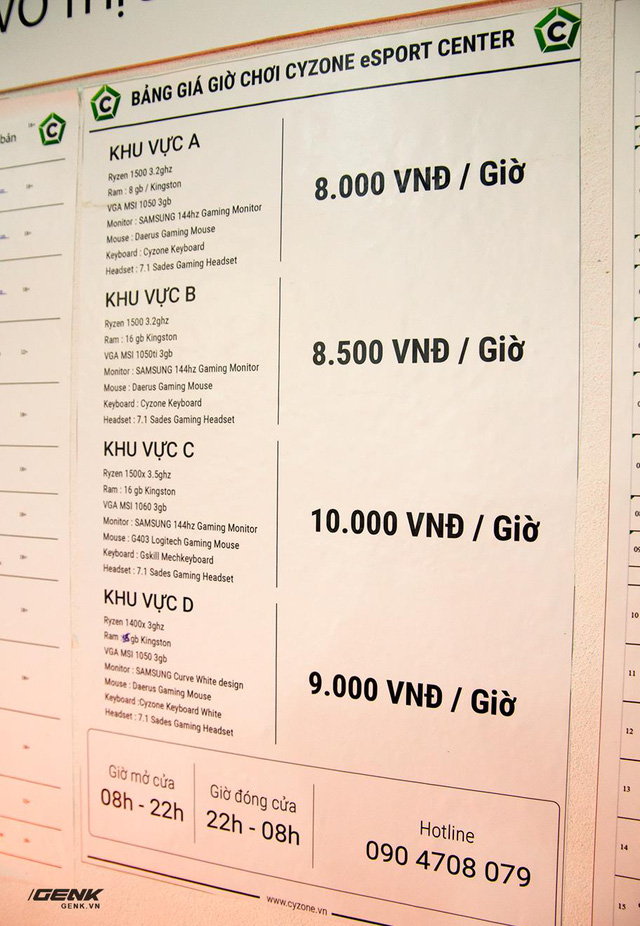 BẢNG GIÁ GIỜ CHƠI CYZONE eSPORT CENTER
bản
KHU VỰC A
Ryzen 1500 3.2ghz
Ram : 8 gb / Kingston
VGA MSI 1050 3gb
Monitor : SAMSUNG 144hz Gaming Monitor
Mouse : Daerus Gaming Mouse
Keyboard : Cyzone Keyboard
Headset : 7.1 Sades Gaming Headset
8.000 VNĐ / Giờ
KHU VỰC B
Ryzen 1500 3.2ghz
Ram : 16 gb Kingston
VGA MSI 1050ti 3gb
Monitor : SAMSUNG 144hz Gaming Monitor
Mouse : Daerus Gaming Mouse
Keyboard : Cyzone Keyboard
Headset : 7.1 Sades Gaming Headset
8.500 VNĐ / Giờ
KHU VỰC C
Ryzen 1500x 3.5ghz
Ram : 16 gb Kingston
VGA MSI 1060 3gb
Monitor : SAMSUNG 144hz Gaming Monitor
Mouse : G403 Logitech Gaming Mouse
Keyboard : Gskill Mechkeyboard
Headset : 7.1 Sades Gaming Headset
10.000 VNĐ / Giờ
KHU VỰC D
Ryzen 1400x 3ghz
Ram gb Kingston
VGA MSI 1050 3gb
Monitor : SAMSUNG Curve White design
Mouse : Daerus Gaming Mouse
Keyboard :Cyzone Keyboard White
Headset : 7.1 Sades Gaming Headset
9.000 VNĐ / Giờ
Giờ mở cửa
08h - 22h
Giờ đóng cửa
22h - 08h
Hotline
090 4708 079
www.cyzone.vn
10
11
12
13
14
15
GENK
GENK.VN